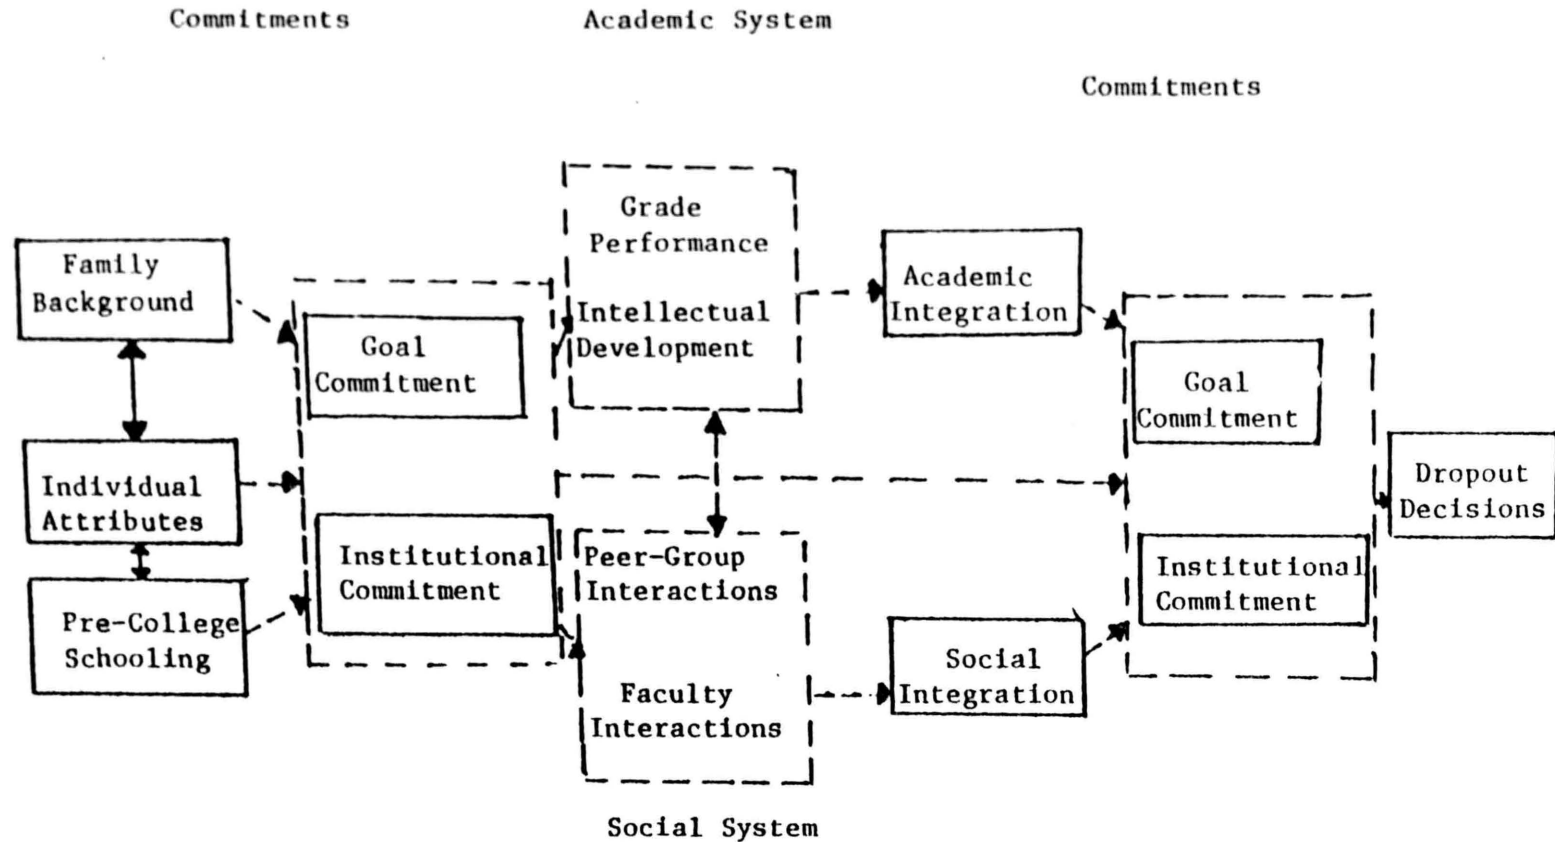 Commitments
Academic System
Commitments
Grade
Performance
Intellectual
Development
Family
Background
Academic
Integration
Goal
Commitment
Goal
Commitment
Individual
Attributes
Dropout
Decisions
Institutional
Commitment
Peer-Group
Interactions
Institutional
Commitment
Pre-College
Schooling
Social
Integration
Faculty
Interactions
Social System